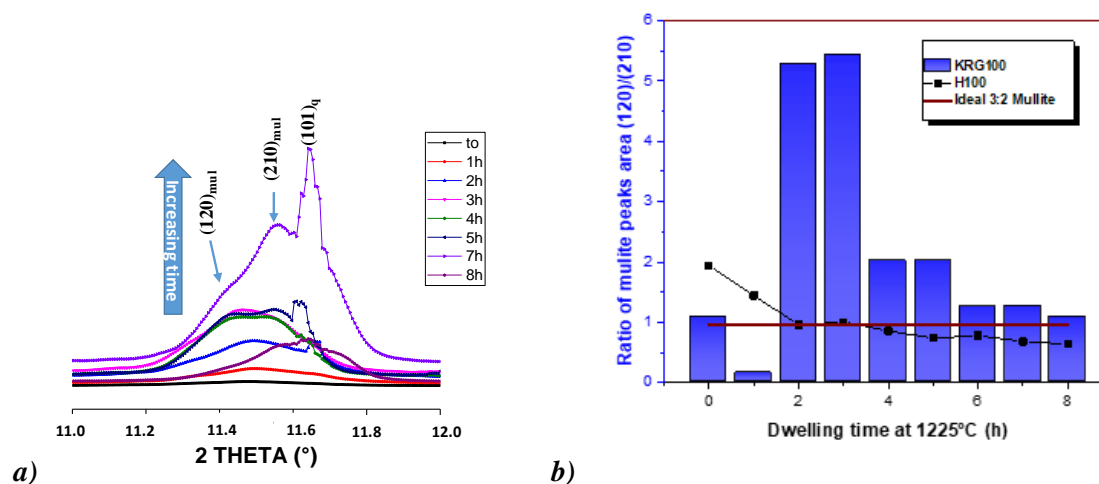 Increasing time
(120)mul
(210)mul
(101)q
to
1h
2h
3h
4h
5h
7h
8h
11.0 11.2 11.4 11.6 11.8 12.0
2 THETA (°)
a)
Ratio of mulite peaks area (120)/(210)
6
5
4
3
2
1
0
KRG100
H100
Ideal 3:2 Mullite
0 2 4 6 8
Dwelling time at 1225ºC (h)
b)